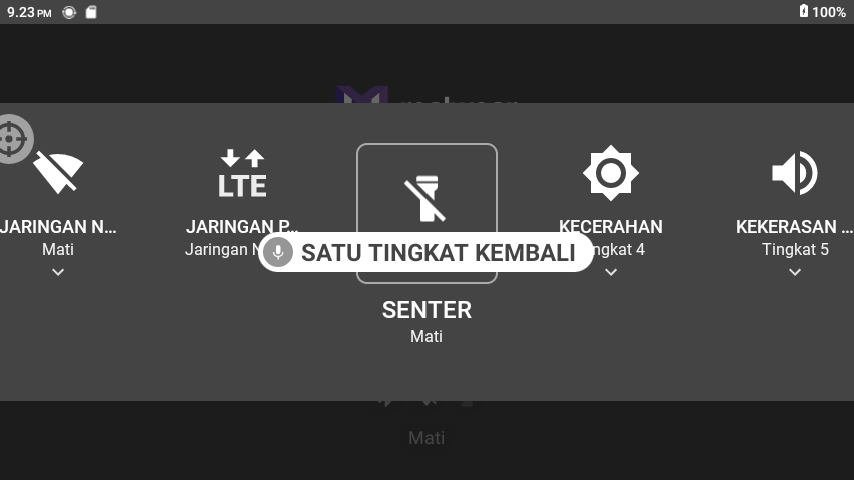 9.23 PM
100%
JARINGAN N...
Mati
LTE
JARINGAN P...
Jaringan N
KECERAHAN
ngkat 4
KEKERASAN ...
Tingkat 5
SATU TINGKAT KEMBALI
SENTER
Mati
Mati